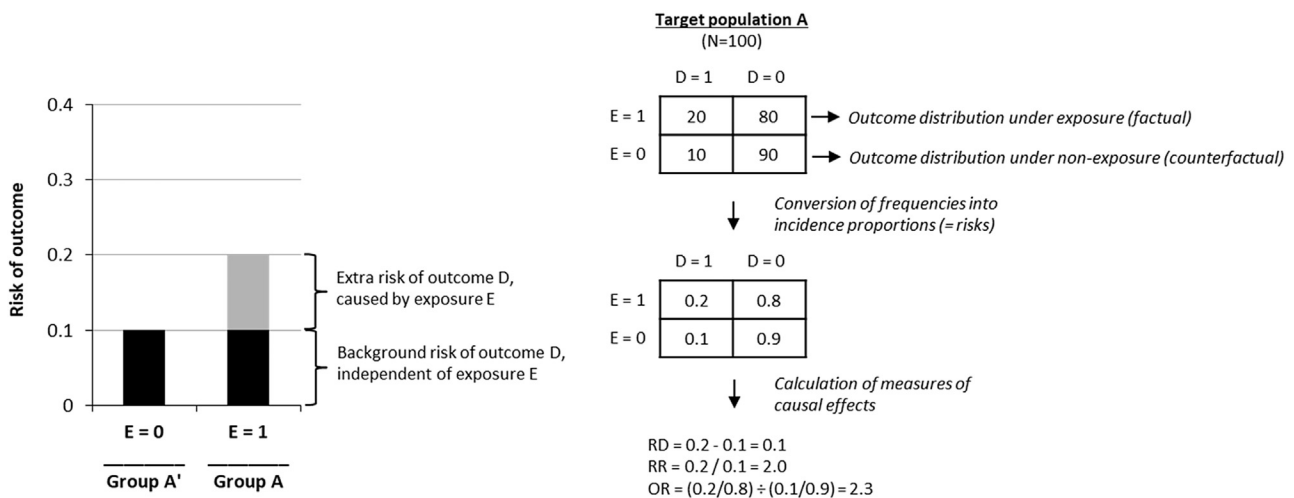 0.4
0.3
0.2
0.1
0
Risk of outcome
E = 0
E = 1
Group A'
Group A
Extra risk of outcome D,
caused by exposure E
Background risk of outcome D,
independent of exposure E
Target population A
(N=100)
D = 1 D = 0
E = 1 20 80 Outcome distribution under exposure (factual)
E = 0 10 90 Outcome distribution under non-exposure (counterfactual)
Conversion of frequencies into
incidence proportions (= risks)
D = 1 D = 0
E = 1 0.2 0.8
E = 0 0.1 0.9
Calculation of measures of
causal effects
RD = 0.2 - 0.1 = 0.1
RR = 0.2 / 0.1 = 2.0
OR = (0.2/0.8) ÷ (0.1/0.9) = 2.3